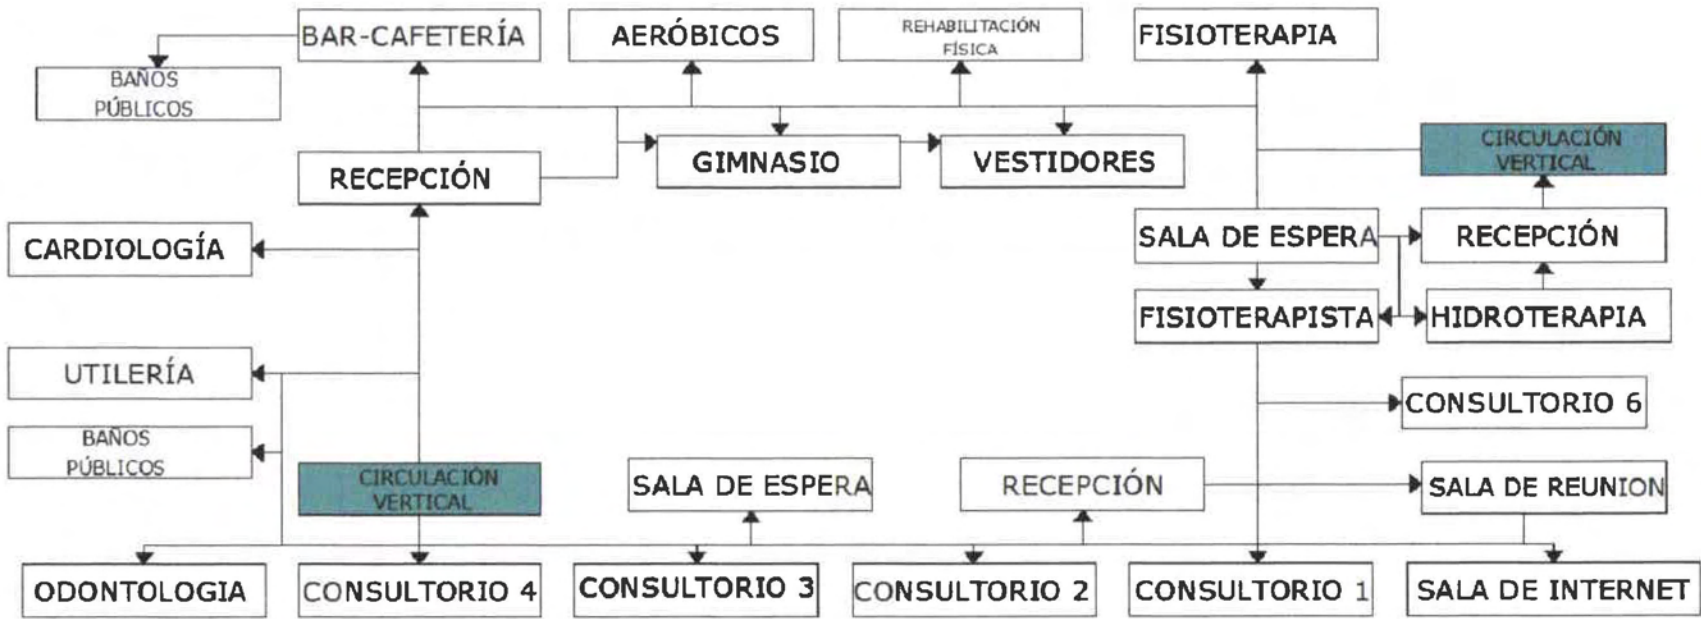 BAR-CAFETERÍA
AERÓBICOS
REHABILITACIÓN
FÍSICA
FISIOTERAPIA
BAÑOS
PÚBLICOS
CIRCULACIÓN
VERTICAL
GIMNASIO
VESTIDORES
RECEPCIÓN
CARDIOLOGÍA
SALA DE ESPERA
RECEPCIÓN
FISIOTERAPISTA
HIDROTERAPIA
UTILERÍA
CONSULTORIO 6
BAÑOS
PÚBLICOS
CIRCULACIÓN
VERTICAL
SALA DE ESPERA
RECEPCIÓN
SALA DE REUNION
ODONTOLOGIA
CONSULTORIO 4
CONSULTORIO 3
CONSULTORIO 2
CONSULTORIO 1
SALA DE INTERNET